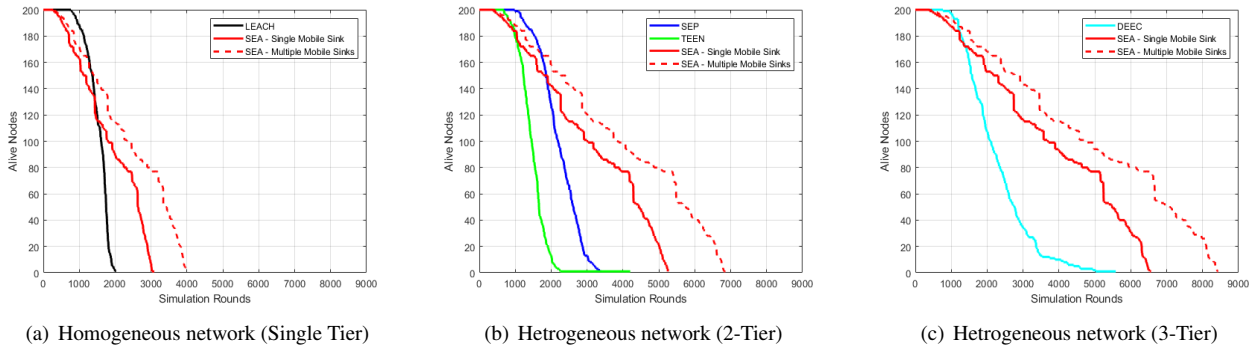 200
180
160
140
120
100
80
60
40
20
0
Alive Nodes
0 1000 2000 3000 4000 5000 6000 7000 8000 9000
Simulation Rounds
LEACH
SEA - Single Mobile Sink
SEA - Multiple Mobile Sinks
(a) Homogeneous network (Single Tier)
200
180
160
140
120
100
80
60
40
20
0
Alive Nodes
0 1000 2000 3000 4000 5000 6000 7000 8000 9000
Simulation Rounds
SEP
TEEN
SEA - Single Mobile Sink
SEA - Multiple Mobile Sinks
(b) Hetrogeneous network (2-Tier)
200
180
160
140
120
100
80
60
40
20
0
Alive Nodes
0 1000 2000 3000 4000 5000 6000 7000 8000 9000
Simulation Rounds
DEEC
SEA - Single Mobile Sink
SEA - Multiple Mobile Sinks
(c) Hetrogeneous network (3-Tier)